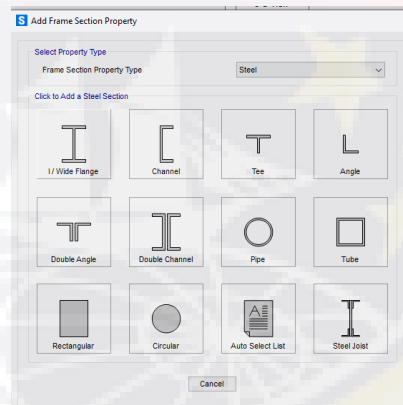 S Add Frame Section Property
Select Property Type
Frame Section Property Type Steel
Click to Add a Steel Section
I / Wide Flange Channel Tee Angle
Double Angle Double Channel Pipe Tube
Rectangular Circular Auto Select List Steel Joist
Cancel